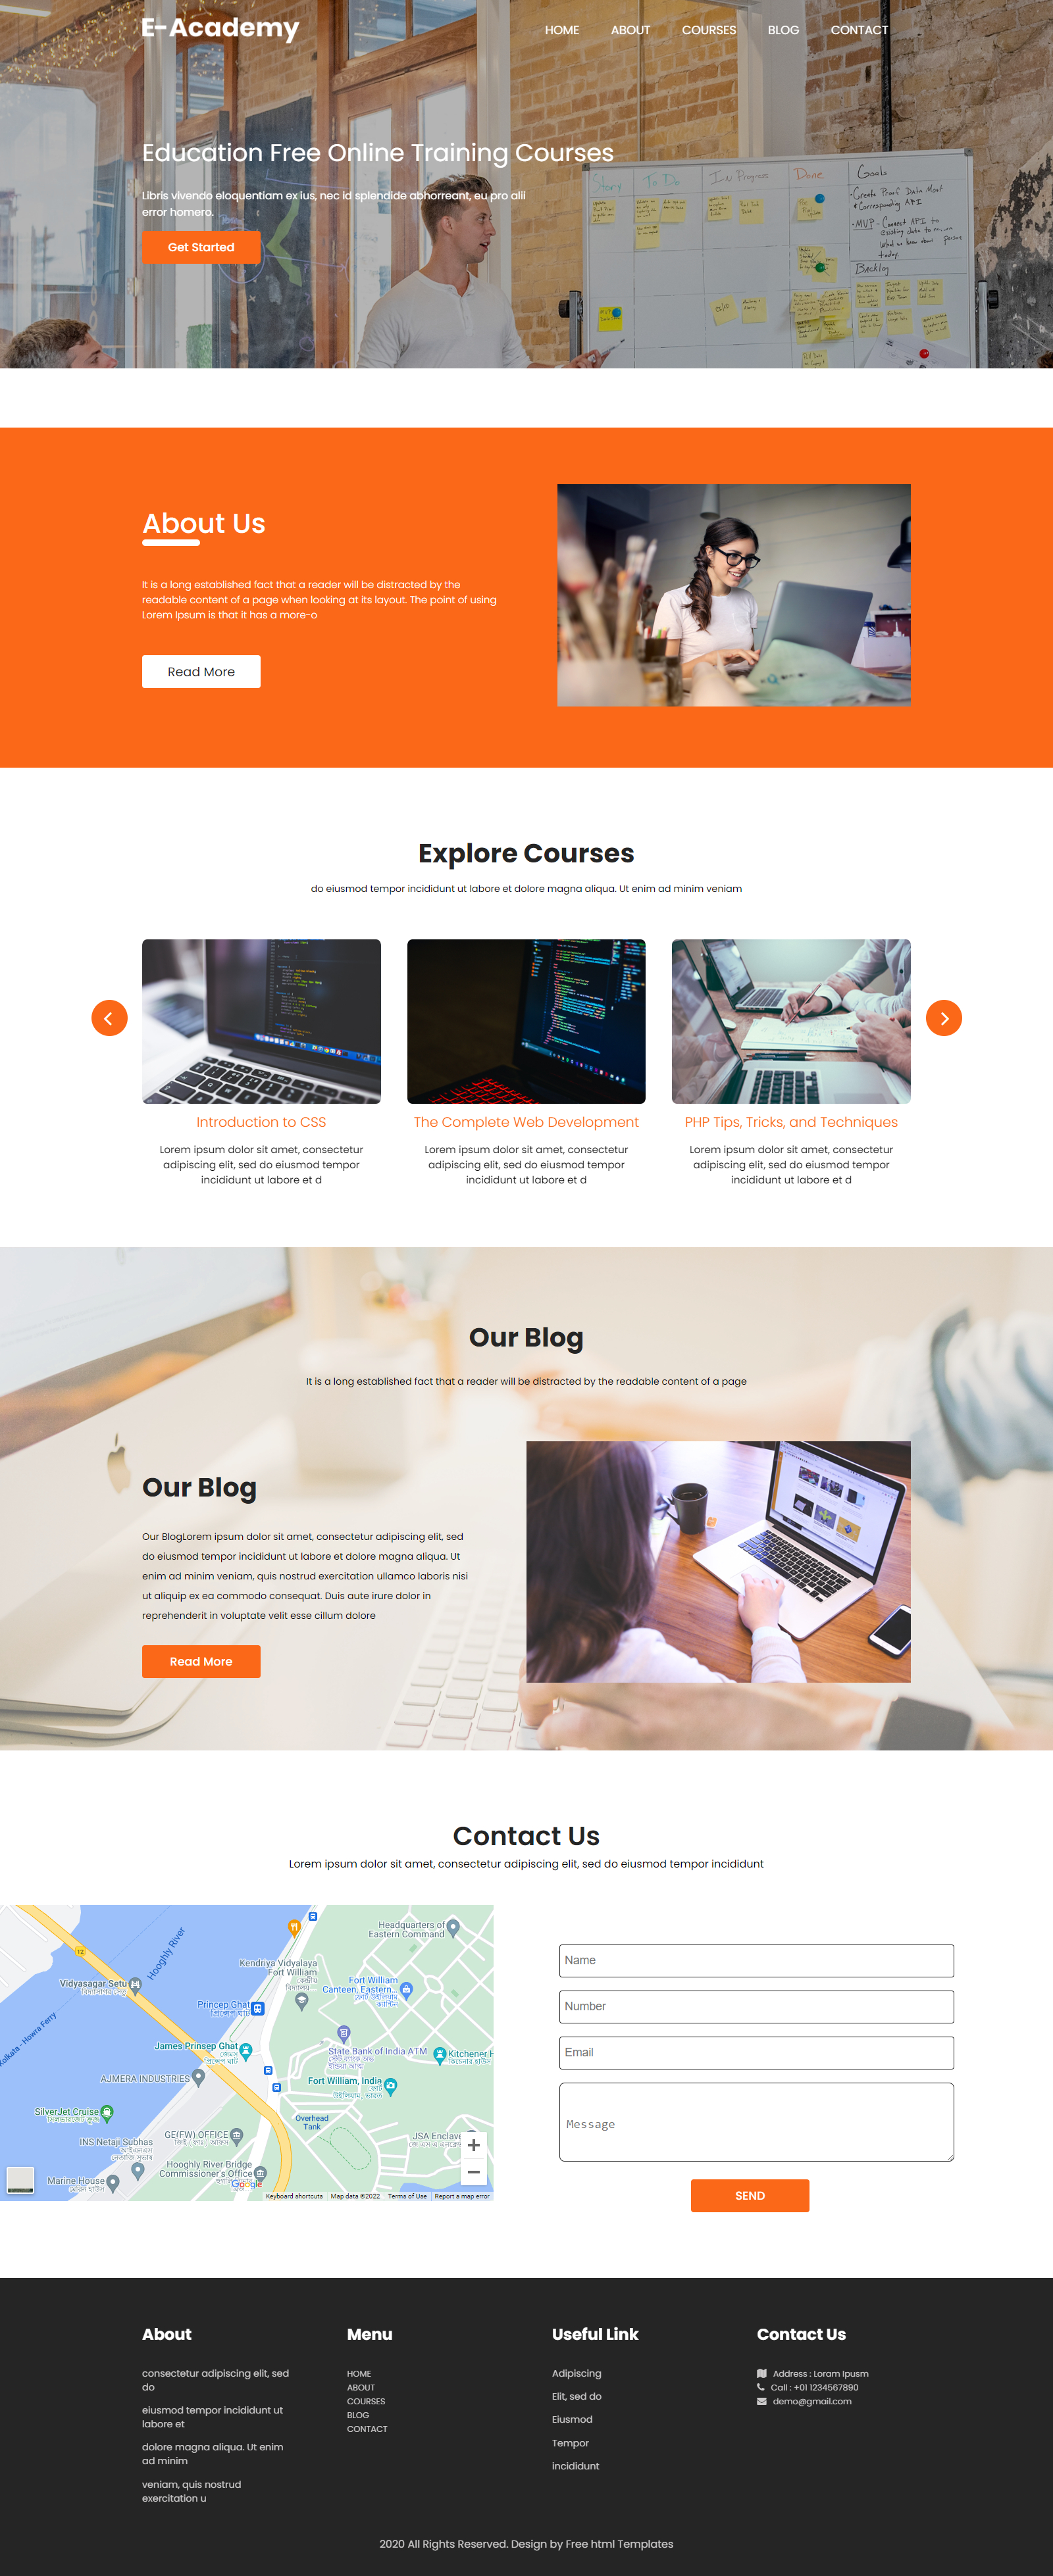 E-Academy
HOME ABOUT COURSES BLOG CONTACT
Education Free Online Training Courses
Libris vivendo eloquentiam ex ius, nec id splendide abhorreant, eu pro alii
error homero.
Get Started
Story To Do In Progress Done Goals
Backlog
About Us
It is a long established fact that a reader will be distracted by the
readable content of a page when looking at its layout. The point of using
Lorem Ipsum is that it has a more-o
Read More
Explore Courses
do eiusmod tempor incididunt ut labore et dolore magna aliqua. Ut enim ad minim veniam
Introduction to CSS
Lorem ipsum dolor sit amet, consectetur
adipiscing elit, sed do eiusmod tempor
incididunt ut labore et d
The Complete Web Development
Lorem ipsum dolor sit amet, consectetur
adipiscing elit, sed do eiusmod tempor
incididunt ut labore et d
PHP Tips, Tricks, and Techniques
Lorem ipsum dolor sit amet, consectetur
adipiscing elit, sed do eiusmod tempor
incididunt ut labore et d
Our Blog
It is a long established fact that a reader will be distracted by the readable content of a page
Our Blog
Our BlogLorem ipsum dolor sit amet, consectetur adipiscing elit, sed
do eiusmod tempor incididunt ut labore et dolore magna aliqua. Ut
enim ad minim veniam, quis nostrud exercitation ullamco laboris nisi
ut aliquip ex ea commodo consequat. Duis aute irure dolor in
reprehenderit in voluptate velit esse cillum dolore
Read More
Contact Us
Lorem ipsum dolor sit amet, consectetur adipiscing elit, sed do eiusmod tempor incididunt
Headquarters of
Eastern Command
12
Hooghly River
Kendriya Vidyalaya
Fort William
Vidyasagar Setu
Fort William
Canteen, Eastern...
Princep Ghat
James Prinsep Ghat
State Bank of India ATM
Kitchener H
Kolkata - Howra Ferry
AJMERA INDUSTRIES
Fort William, India
SilverJet Cruise
Overhead
Tank
GE(FW) OFFICE
JSA Enclave
INS Netaji Subhas
Hooghly River Bridge
Commissioner's Office
Marine House
Google
Keyboard shortcuts Map data ©2022 Terms of Use Report a map error
Name
Number
Email
Message
SEND
About
consectetur adipiscing elit, sed
do
eiusmod tempor incididunt ut
labore et
dolore magna aliqua. Ut enim
ad minim
veniam, quis nostrud
exercitation u
Menu
HOME
ABOUT
COURSES
BLOG
CONTACT
Useful Link
Adipiscing
Elit, sed do
Eiusmod
Tempor
incididunt
Contact Us
Address : Loram Ipusm
Call : +01 1234567890
demo@gmail.com
2020 All Rights Reserved. Design by Free html Templates